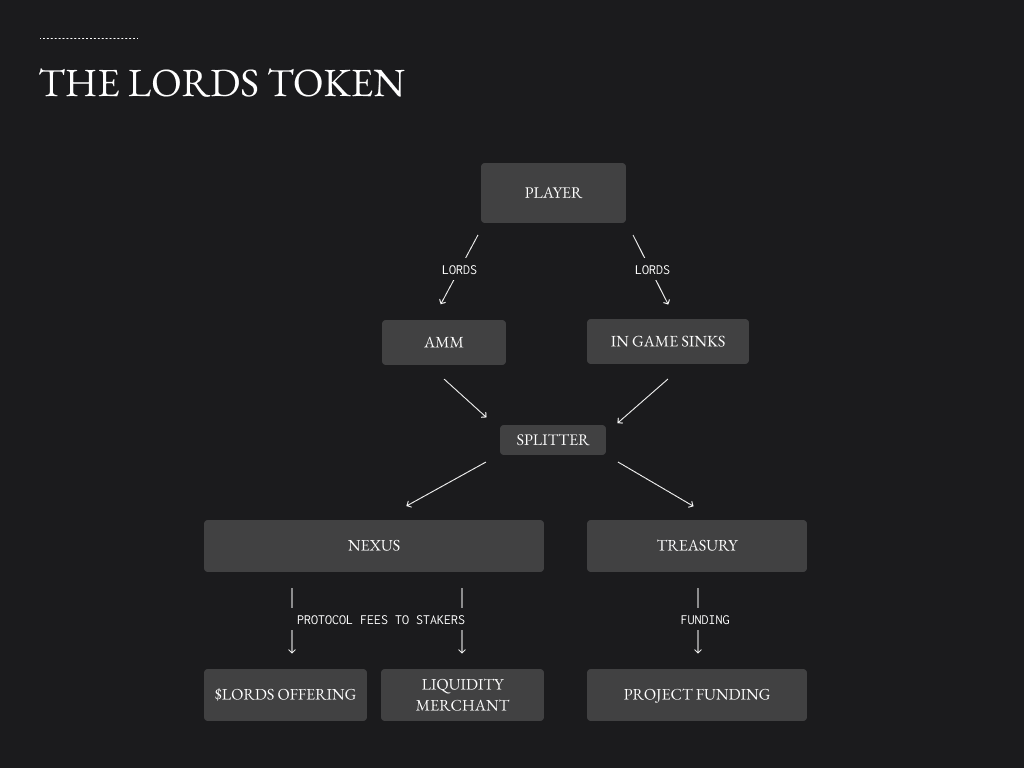 THE LORDS TOKEN
PLAYER
LORDS
LORDS
AMM
IN GAME SINKS
SPLITTER
NEXUS
TREASURY
PROTOCOL FEES TO STAKERS
FUNDING
$LORDS OFFERING
LIQUIDITY
MERCHANT
PROJECT FUNDING